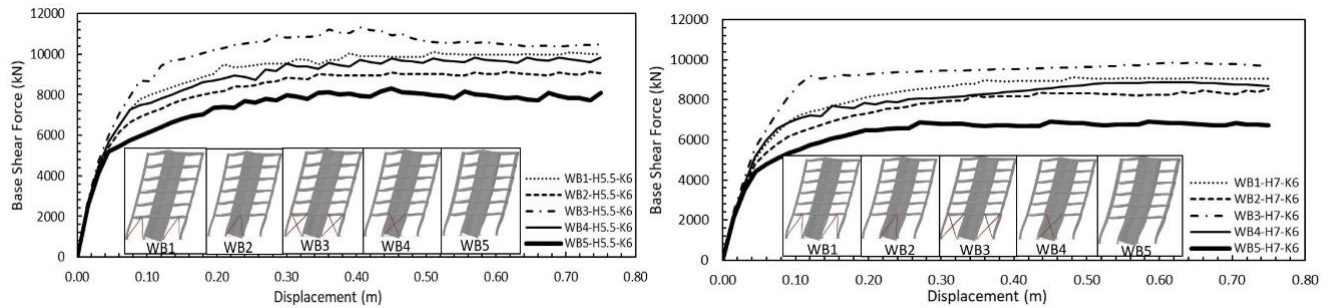 Base Shear Force (kN)
12000
10000
8000
6000
4000
2000
0
WB1
WB2
WB3
WB4
WB5
WB1-H5.5-K6
WB2-H5.5-K6
WB3-H5.5-K6
WB4-H5.5-K6
WB5-H5.5-K6
0.00 0.10 0.20 0.30 0.40 0.50 0.60 0.70 0.80
Displacement (m)
Base Shear Force (kN)
12000
10000
8000
6000
4000
2000
0
WB1
WB2
WB3
WB4
WB5
WB1-H7-K6
WB2-H7-K6
WB3-H7-K6
WB4-H7-K6
WB5-H7-K6
0.00 0.10 0.20 0.30 0.40 0.50 0.60 0.70 0.80
Displacement (m)